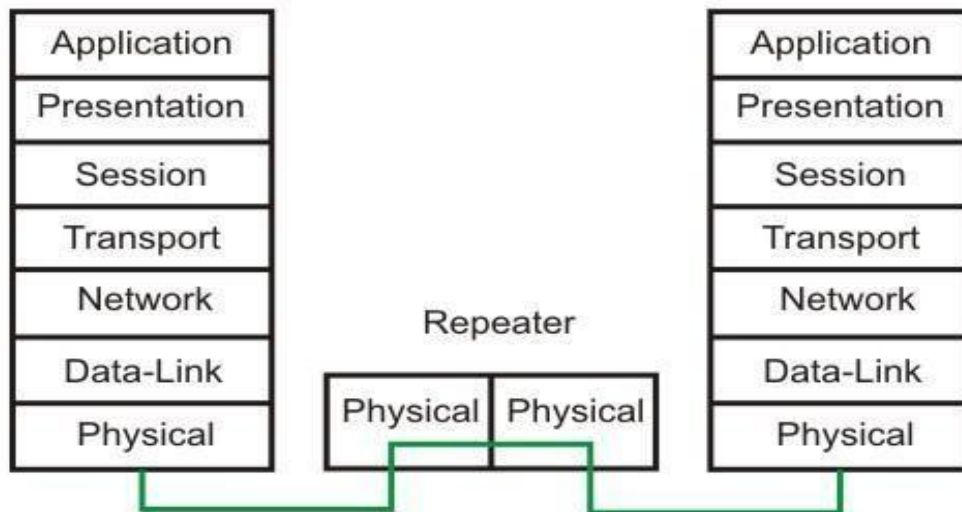 Application
Presentation
Session
Transport
Network
Data-Link
Physical
Repeater
Physical Physical
Application
Presentation
Session
Transport
Network
Data-Link
Physical